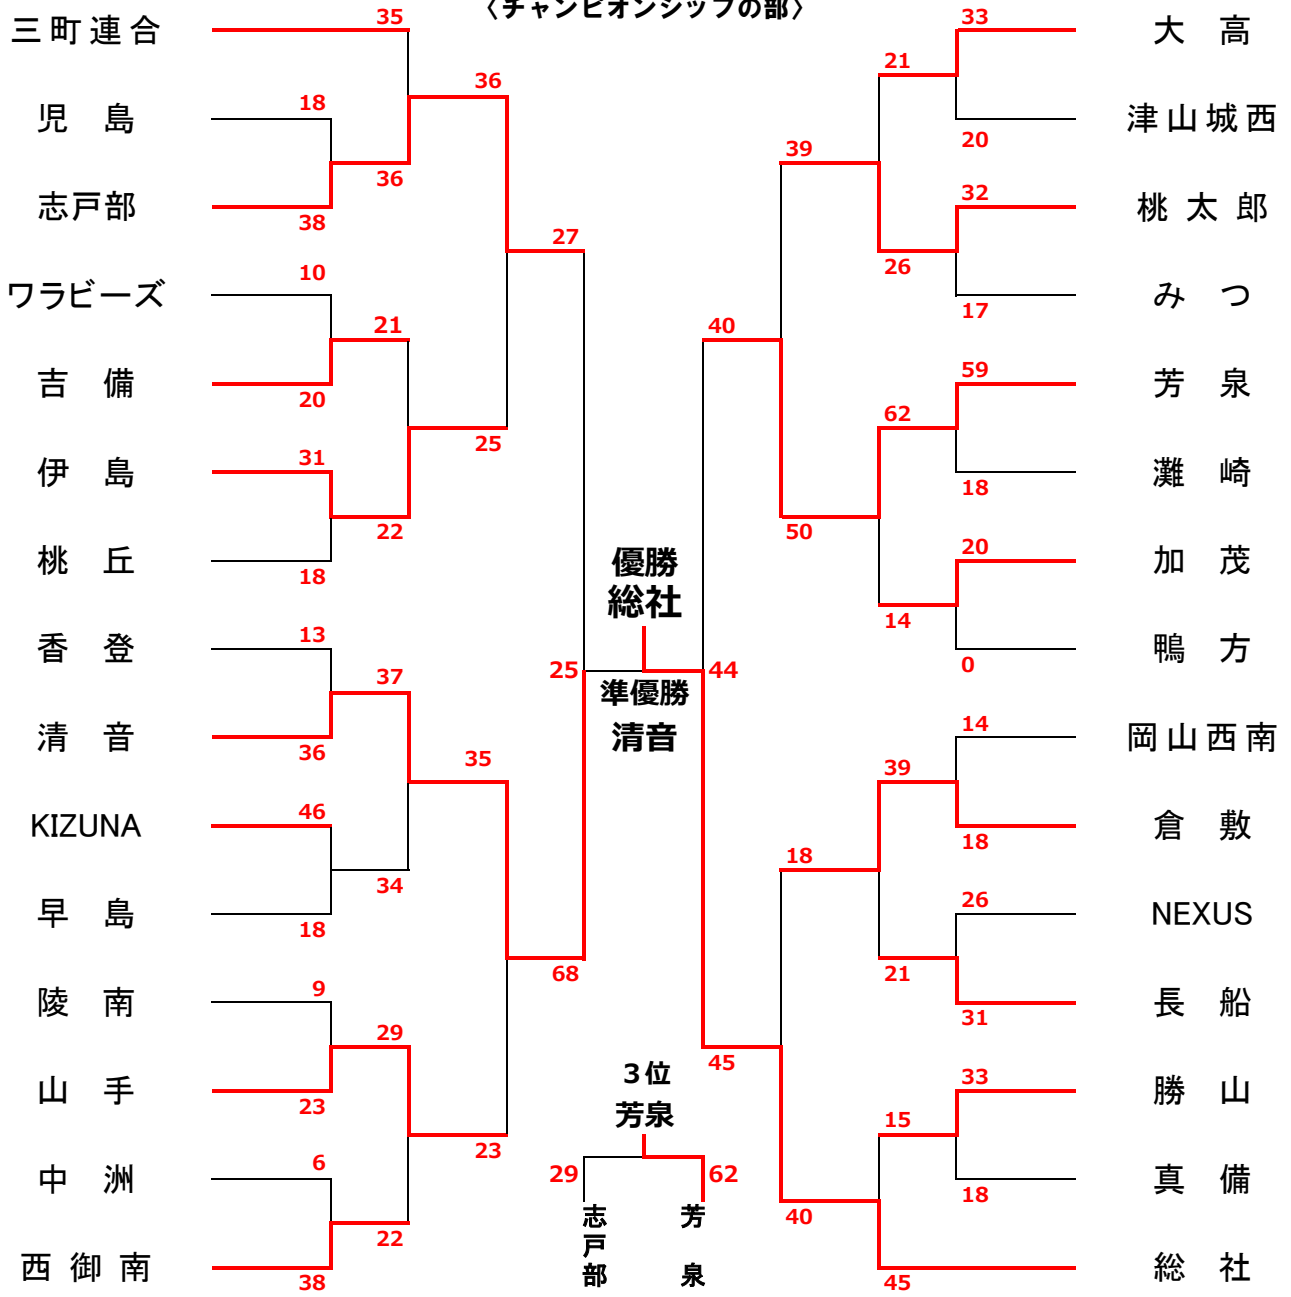 〈チャンピオンシップの部〉
三町連合
35
児島
18
36
36
志戸部
38
27
ワラビーズ
10
21
吉備
20
25
伊島
31
22
桃丘
18
香登
13
37
清音
36
35
KIZUNA
46
34
早島
18
68
陵南
9
29
山手
23
23
中洲
6
22
西御南
38
優勝
総社
25
44
準優勝
清音
3位
芳泉
29
62
志戸部
芳泉
33
大高
21
津山城西
20
39
32
桃太郎
26
みつ
17
40
59
芳泉
62
灘崎
18
50
20
加茂
14
鴨方
0
14
岡山西南
39
倉敷
18
18
26
NEXUS
21
長船
31
45
33
勝山
15
真備
18
40
総社
45